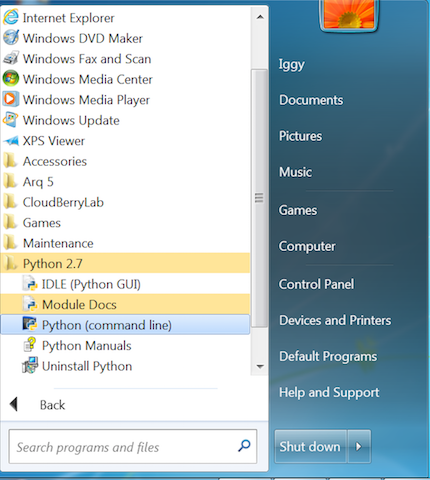 Internet Explorer
Windows DVD Maker
Windows Fax and Scan
Windows Media Center
Windows Media Player
Windows Update
XPS Viewer
Accessories
Arq 5
CloudBerryLab
Games
Maintenance
Python 2.7
IDLE (Python GUI)
Module Docs
Python (command line)
Python Manuals
Uninstall Python
Back
Search programs and files
Iggy
Documents
Pictures
Music
Games
Computer
Control Panel
Devices and Printers
Default Programs
Help and Support
Shut down